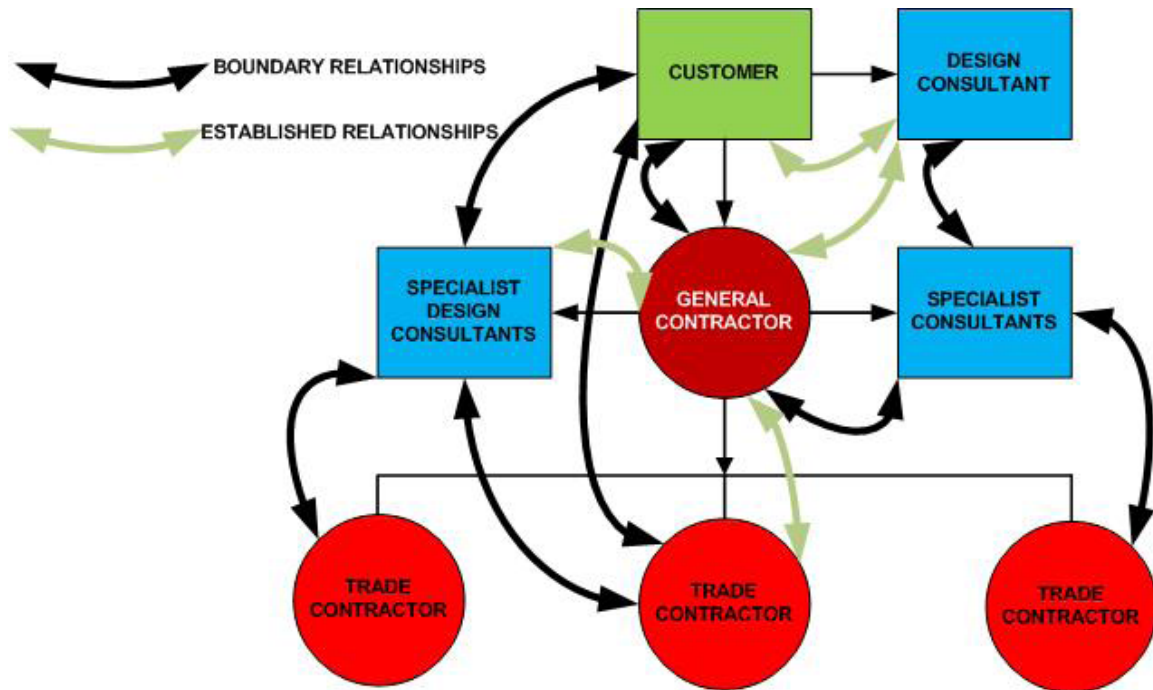 BOUNDARY RELATIONSHIPS
ESTABLISHED RELATIONSHIPS
CUSTOMER
DESIGN
CONSULTANT
SPECIALIST
DESIGN
CONSULTANTS
GENERAL
CONTRACTOR
SPECIALIST
CONSULTANTS
TRADE
CONTRACTOR
TRADE
CONTRACTOR
TRADE
CONTRACTOR